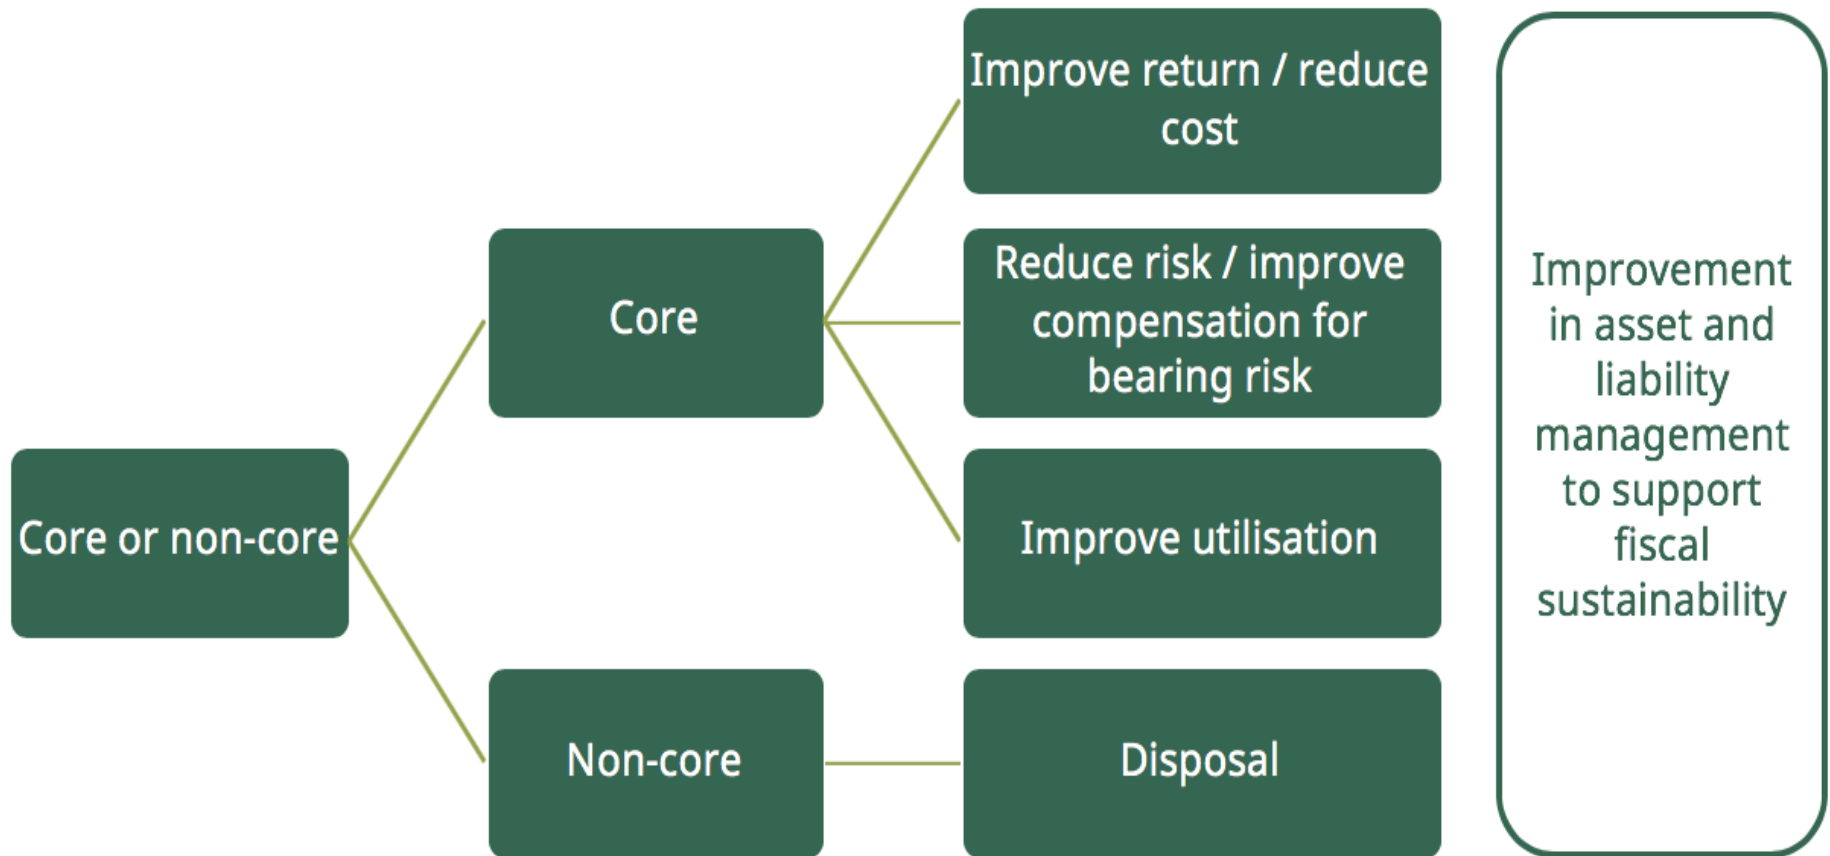 Core or non-core
Core
Non-core
Improve return / reduce
cost
Reduce risk / improve
compensation for
bearing risk
Improve utilisation
Disposal
Improvement
in asset and
liability
management
to support
fiscal
sustainability